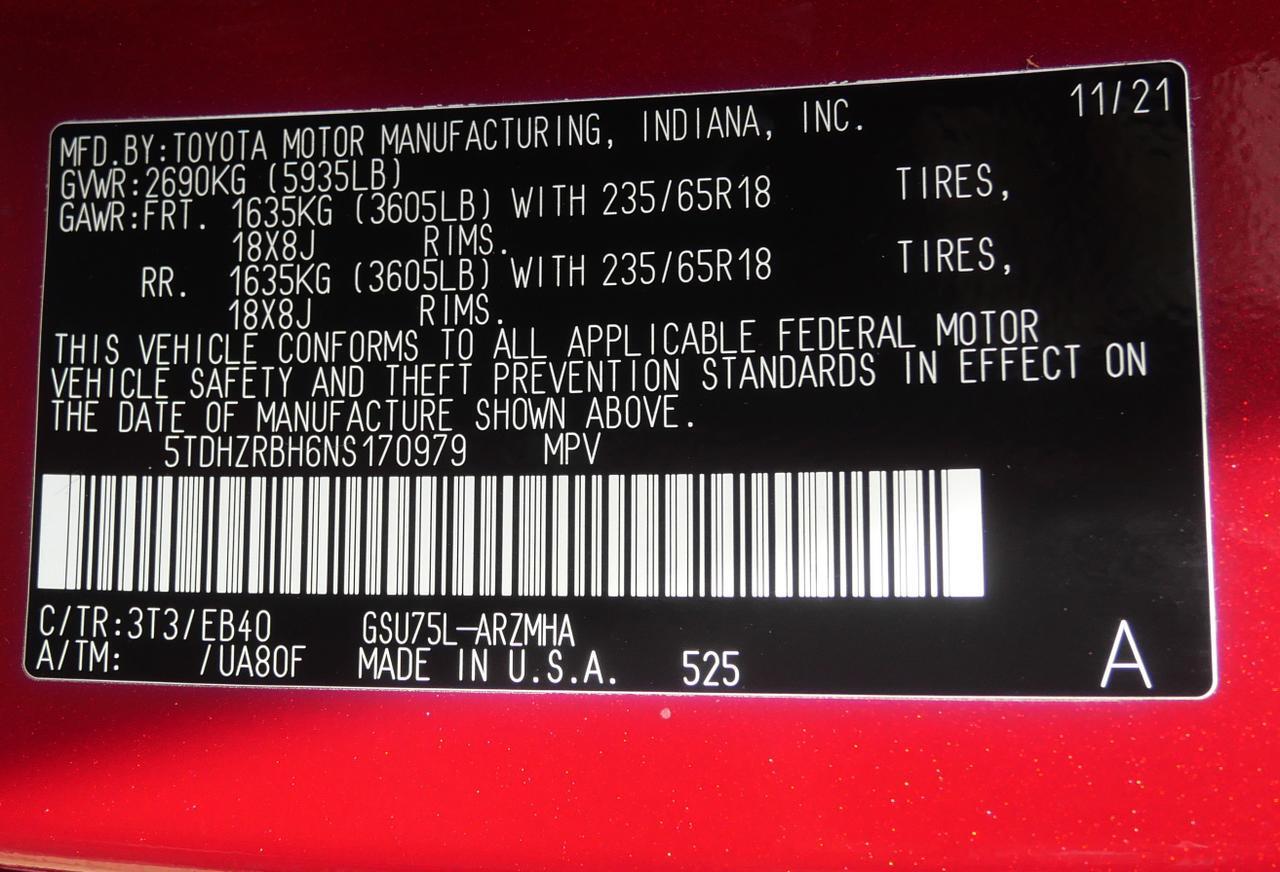 11/21
MFD.BY:TOYOTA MOTOR MANUFACTURING, INDIANA, INC.
GVWR:2690KG (5935LB)
GAWR:FRT. 1635KG (3605LB) WITH 235/65R18 TIRES,
18X8J RIMS.
RR. 1635KG (3605LB) WITH 235/65R18 TIRES,
18X8J RIMS.
THIS VEHICLE CONFORMS TO ALL APPLICABLE FEDERAL MOTOR
VEHICLE SAFETY AND THEFT PREVENTION STANDARDS IN EFFECT ON
THE DATE OF MANUFACTURE SHOWN ABOVE.
5TDHZRBH6NS170979 MPV
C/TR:3T3/EB40 GSU75L-ARZMHA
A/TM: /UA80F MADE IN U.S.A. 525
A